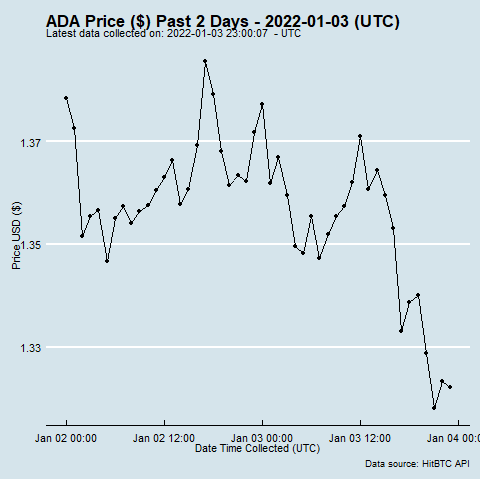 ADA Price ($) Past 2 Days - 2022-01-03 (UTC)
Latest data collected on: 2022-01-03 23:00:07 - UTC
1.37
1.35
1.33
Price USD ($)
Jan 02 00:00 Jan 02 12:00 Jan 03 00:00 Jan 03 12:00 Jan 04 00:00
Date Time Collected (UTC)
Data source: HitBTC API